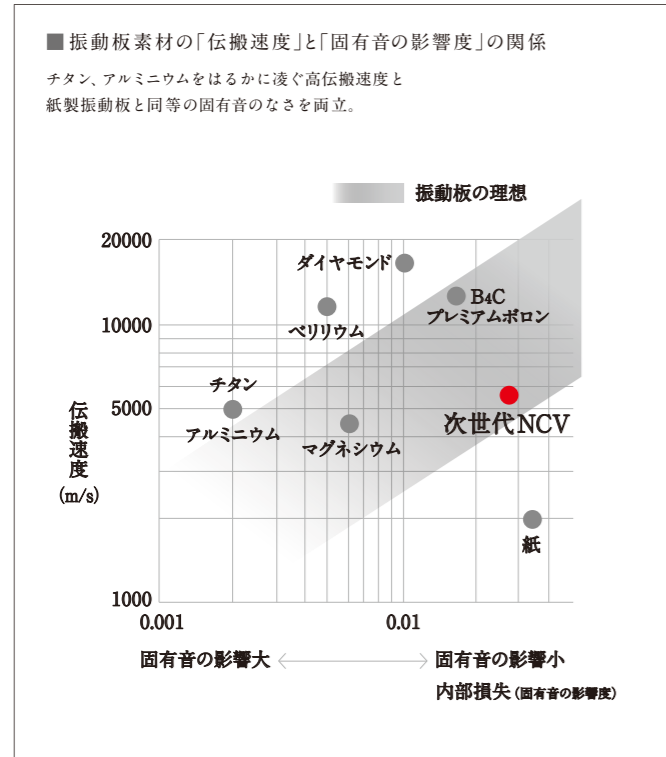 ■振動板素材の「伝搬速度」と「固有音の影響度」の関係
チタン、アルミニウムをはるかに凌ぐ高伝搬速度と
紙製振動板と同等の固有音のなさを両立。
振動板の理想
20000
ダイヤモンド
B4C
プレミアムボロン
10000
ベリリウム
チタン
5000
アルミニウム
マグネシウム
次世代NCV
伝搬速度
(m/s)
紙
1000
0.001
0.01
固有音の影響大
固有音の影響小
内部損失(固有音の影響度)